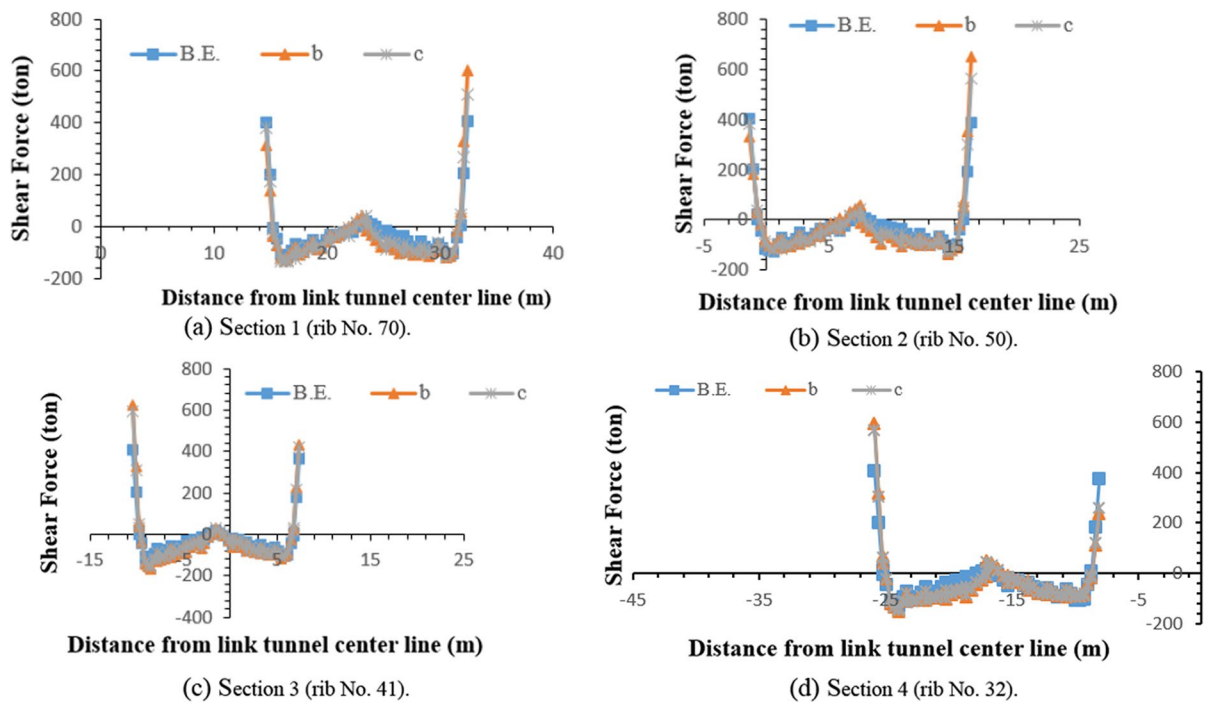 800
600
400
200
0
-200
Shear Force (ton)
B.E. b c
0 10 20 30 40
Distance from link tunnel center line (m)
(a) Section 1 (rib No. 70).
800
600
400
200
0
-200
Shear Force (ton)
B.E. b c
-5 5 15 25
Distance from link tunnel center line (m)
(b) Section 2 (rib No. 50).
800
600
400
200
0
-200
-400
Shear Force (ton)
B.E. b c
-15 -5 5 15 25
Distance from link tunnel center line (m)
(c) Section 3 (rib No. 41).
800
600
400
200
0
-200
Shear Force (ton)
B.E. b c
-45 -35 -25 -15 -5
Distance from link tunnel center line (m)
(d) Section 4 (rib No. 32).